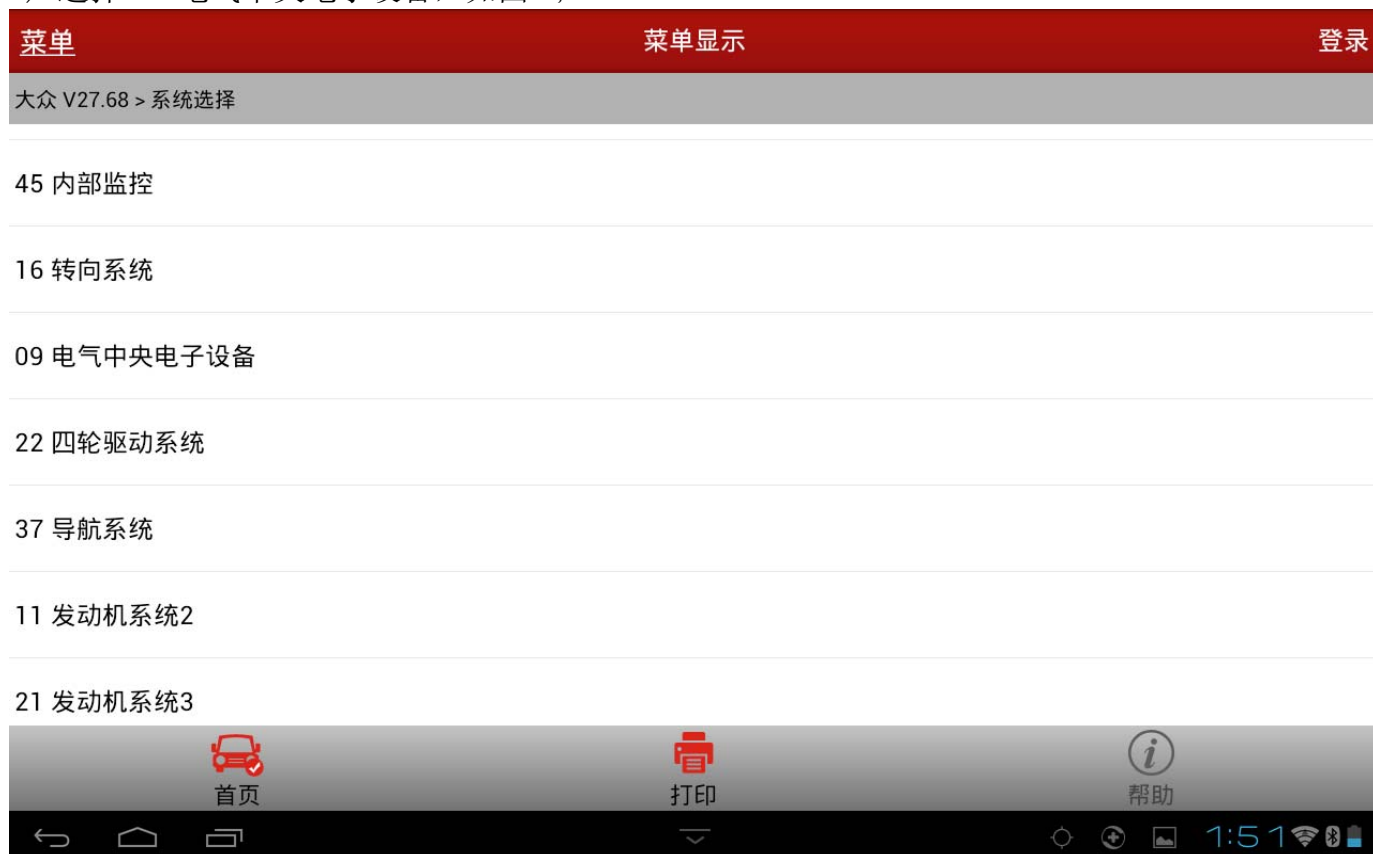 菜单 菜单显示 登录
大众 V27.68 > 系统选择
45 内部监控
16 转向系统
09 电气中央电子设备
22 四轮驱动系统
37 导航系统
11 发动机系统2
21 发动机系统3
首页 打印 帮助
1:51